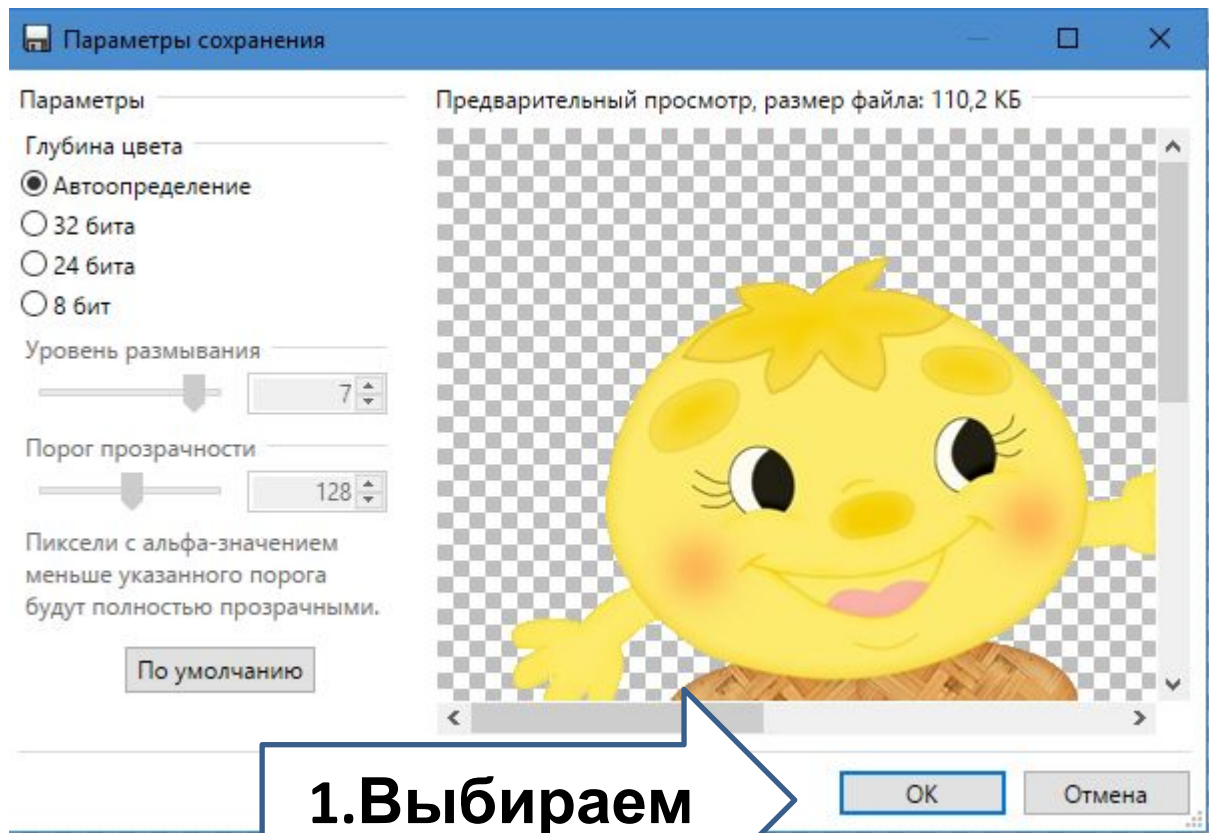 Параметры сохранения
Параметры
Глубина цвета
Автоопределение
32 бита
24 бита
8 бит
Уровень размывания
7
Порог прозрачности
128
Пиксели с альфа-значением
меньше указанного порога
будут полностью прозрачными.
По умолчанию
Предварительный просмотр, размер файла: 110,2 КБ
1.Выбираем
ОК
Отмена